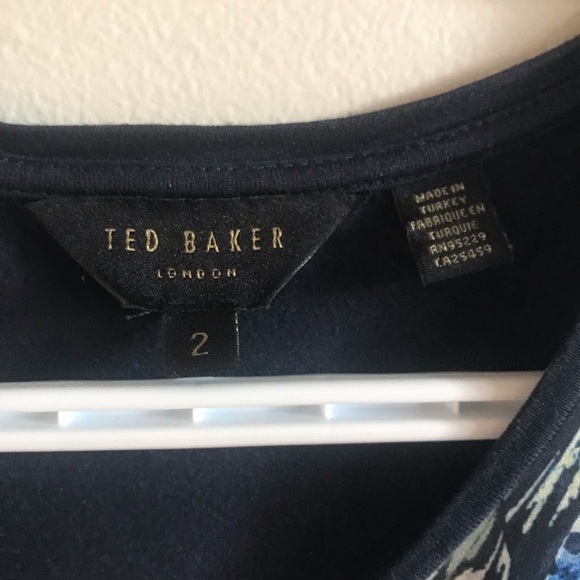 TED BAKER
LONDON
2
MADE IN
TURKEY
FABRIQUE EN
TURQUIE
RN95229
CA25459